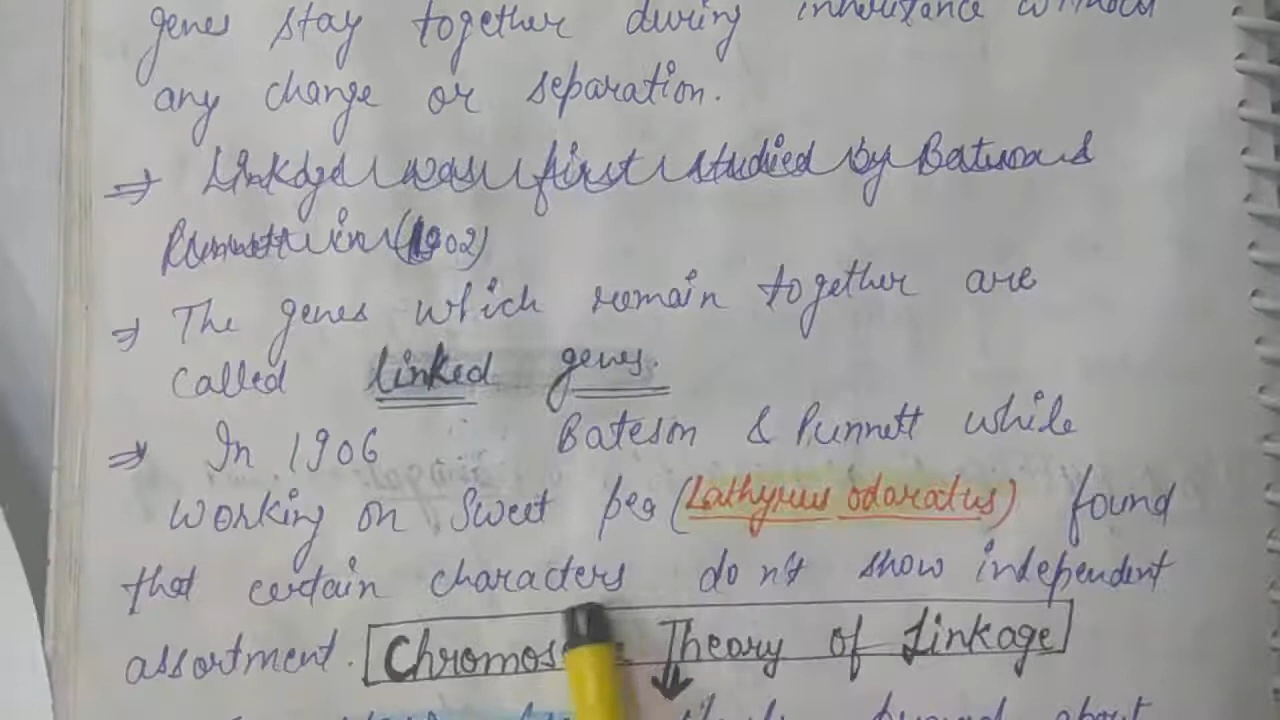 genes stay together during inheritance without
any change or separation.
⇒ Linkage was first studied by Bateson &
Punnett in (1902)
⇒ The genes which remain together are
called linked genes.
⇒ In 1906 Bateson & Punnett while
working on Sweet pea (Lathyrus odaratus) found
that certain characters don't show independent
assortment. Chromos Theory of Linkage
about